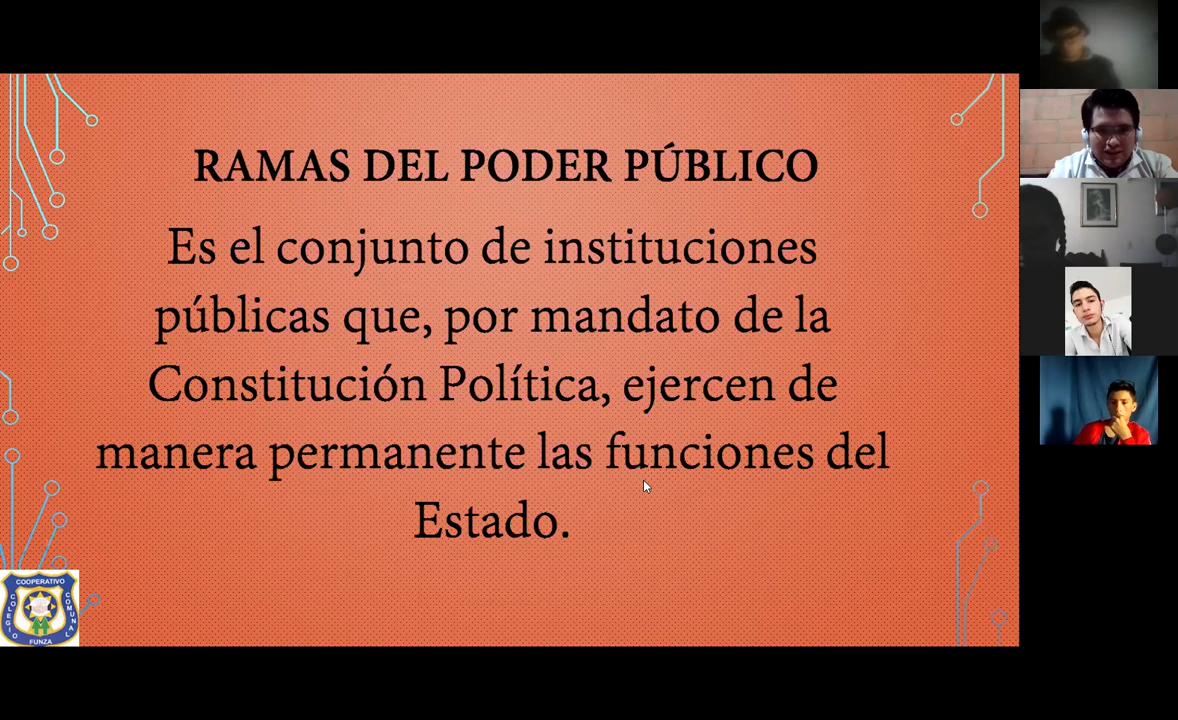 RAMAS DEL PODER PÚBLICO
Es el conjunto de instituciones
públicas que, por mandato de la
Constitución Política, ejercen de
manera permanente las funciones del
Estado.
COOPERATIVO
COLEGIO
COMUNAL
FUNZA